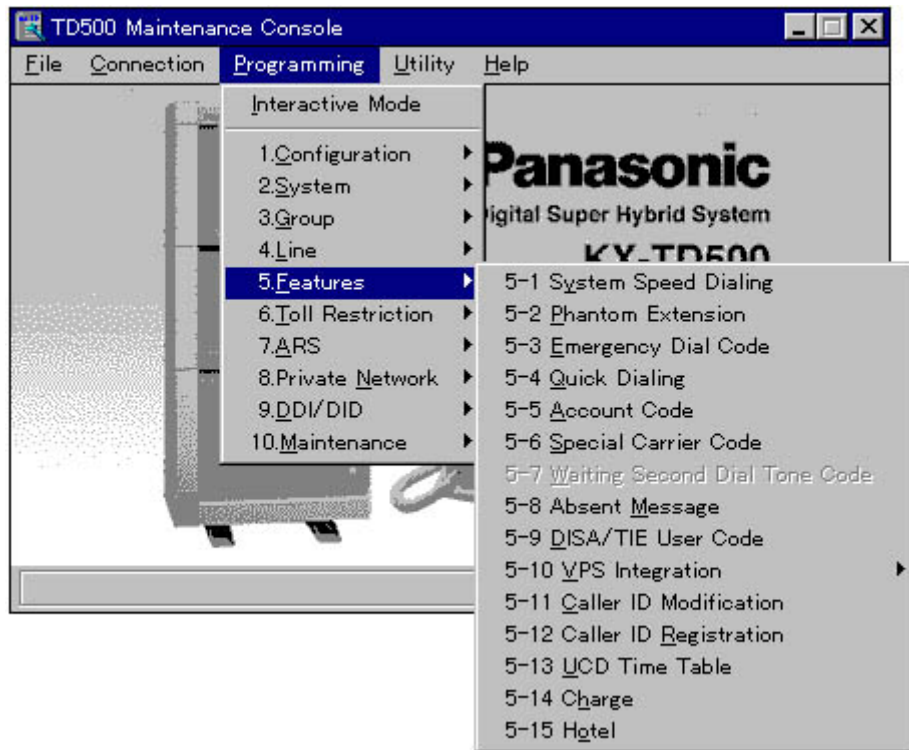 TD500 Maintenance Console
File Connection Programming Utility Help
Interactive Mode
1.Configuration
2.System
3.Group
4.Line
5.Features
6.Toll Restriction
7.ARS
8.Private Network
9.DDI/DID
10.Maintenance
Panasonic
igital Super Hybrid System
KX-TD500
5-1 System Speed Dialing
5-2 Phantom Extension
5-3 Emergency Dial Code
5-4 Quick Dialing
5-5 Account Code
5-6 Special Carrier Code
5-7 Waiting Second Dial Tone Code
5-8 Absent Message
5-9 DISA/TIE User Code
5-10 VPS Integration
5-11 Caller ID Modification
5-12 Caller ID Registration
5-13 UCD Time Table
5-14 Charge
5-15 Hotel